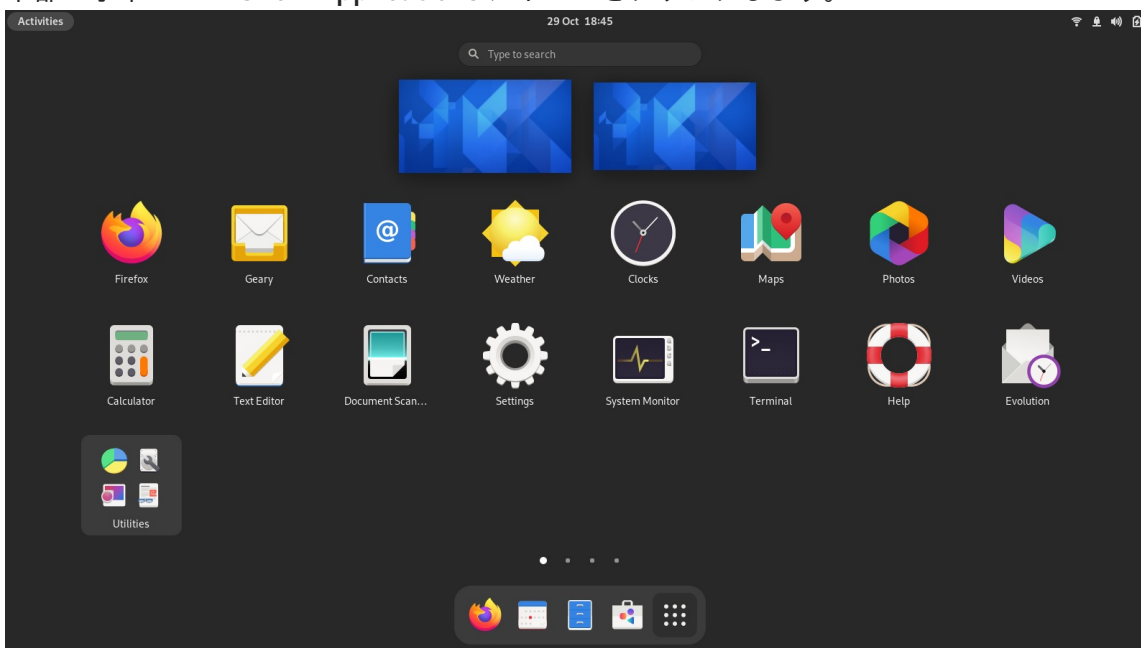 Activities
29 Oct 18:45
Type to search
Firefox
Geary
Contacts
Weather
Clocks
Maps
Photos
Videos
Calculator
Text Editor
Document Scan...
Settings
System Monitor
Terminal
Help
Evolution
Utilities